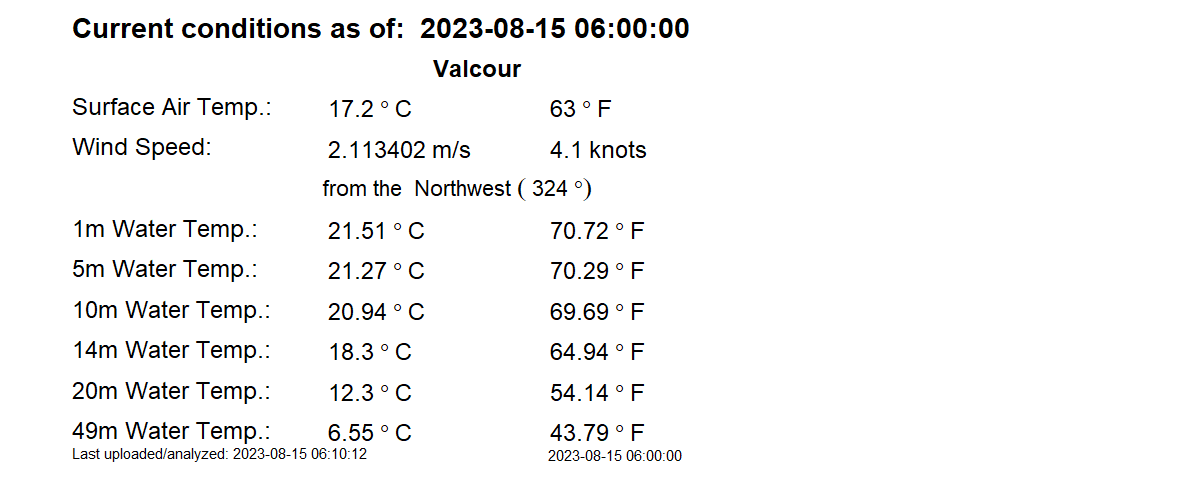 Current conditions as of: 2023-08-15 06:00:00
Valcour
Surface Air Temp.: 17.2 ° C 63 ° F
Wind Speed: 2.113402 m/s 4.1 knots
from the Northwest ( 324 °)
1m Water Temp.: 21.51 ° C 70.72 ° F
5m Water Temp.: 21.27 ° C 70.29 ° F
10m Water Temp.: 20.94 ° C 69.69 ° F
14m Water Temp.: 18.3 ° C 64.94 ° F
20m Water Temp.: 12.3 ° C 54.14 ° F
49m Water Temp.: 6.55 ° C 43.79 ° F
Last uploaded/analyzed: 2023-08-15 06:10:12 2023-08-15 06:00:00